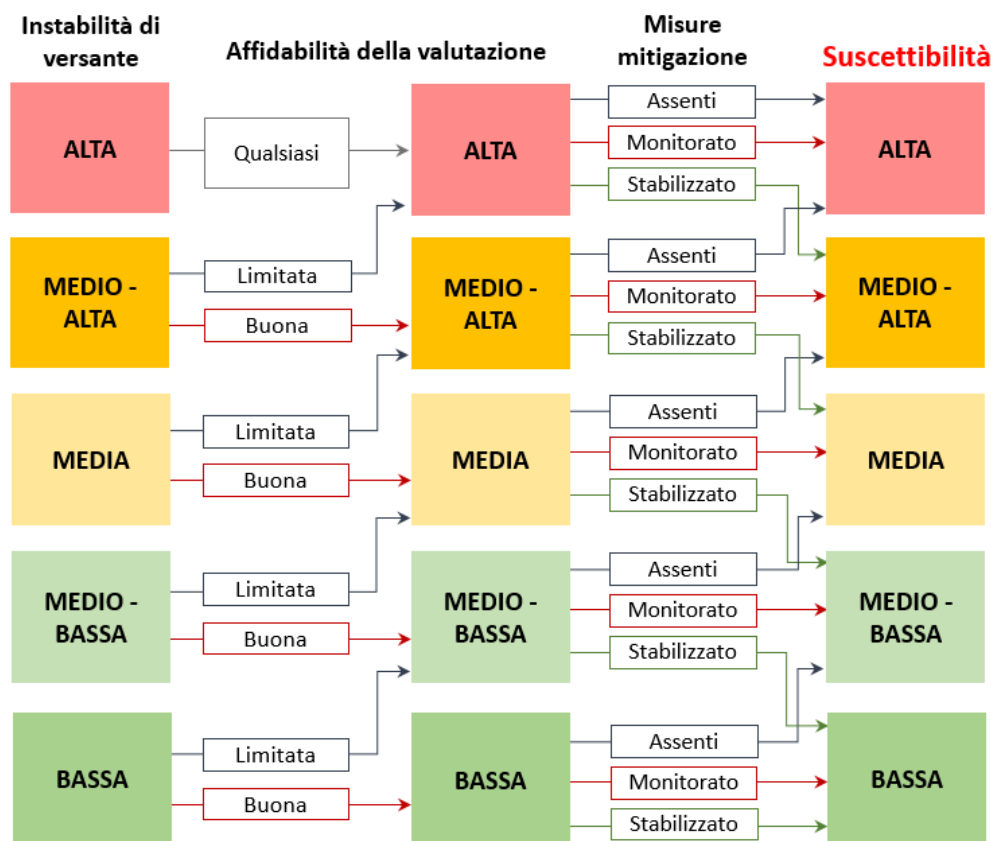 Instabilità di
versante
Affidabilità della valutazione
Misure
mitigazione
Suscettibilità
ALTA
Qualsiasi
ALTA
Assenti
Monitorato
Stabilizzato
ALTA
MEDIO -
ALTA
Limitata
Buona
MEDIO -
ALTA
Assenti
Monitorato
Stabilizzato
MEDIO -
ALTA
MEDIA
Limitata
Buona
MEDIA
Assenti
Monitorato
Stabilizzato
MEDIA
MEDIO -
BASSA
Limitata
Buona
MEDIO -
BASSA
Assenti
Monitorato
Stabilizzato
MEDIO -
BASSA
BASSA
Limitata
Buona
BASSA
Assenti
Monitorato
Stabilizzato
BASSA